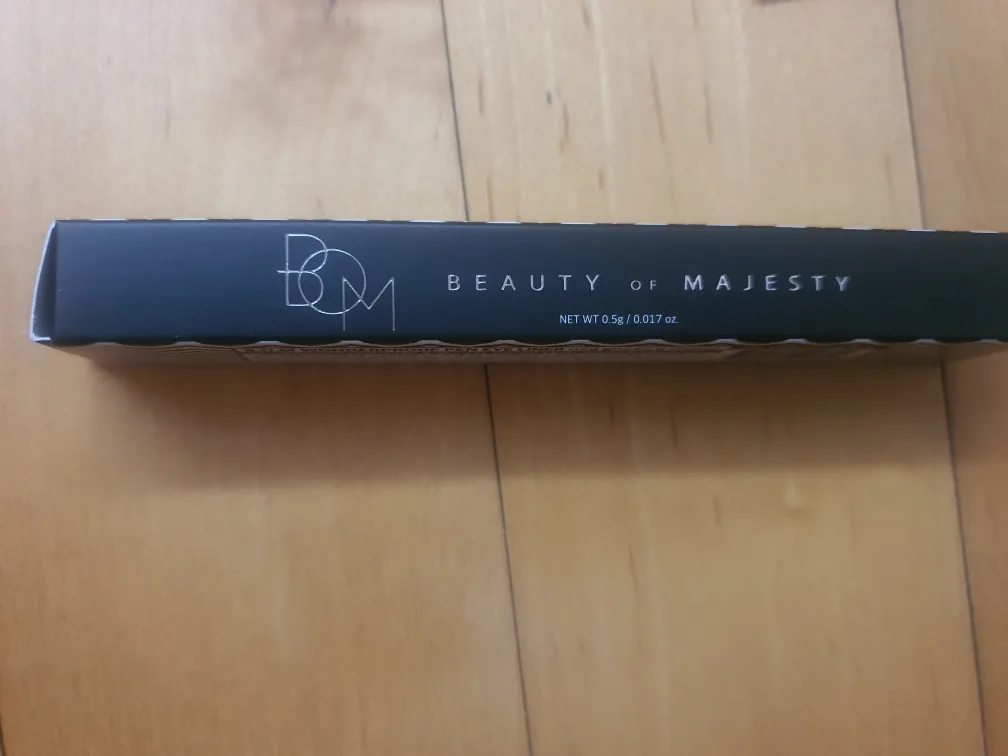 BOM
BEAUTY OF MAJESTY
NET WT 0.5g / 0.017 oz.